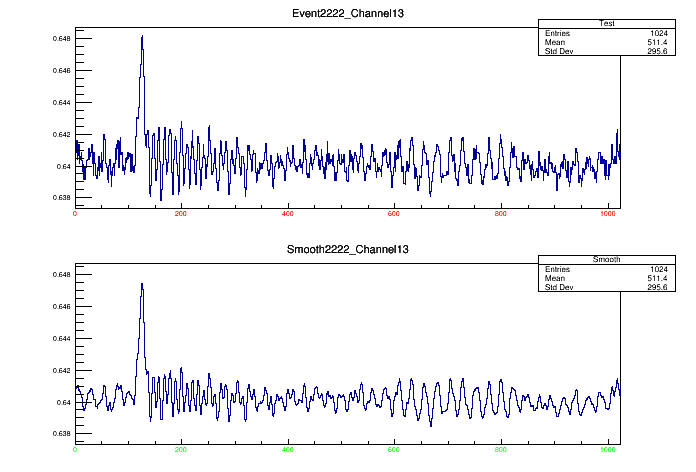 Event2222_Channel13
Test
Entries 1024
Mean 511.4
Std Dev 295.6
0.648
0.646
0.644
0.642
0.64
0.638
0 200 400 600 800 1000
Smooth2222_Channel13
Smooth
Entries 1024
Mean 511.4
Std Dev 295.6
0.648
0.646
0.644
0.642
0.64
0.638
0 200 400 600 800 1000